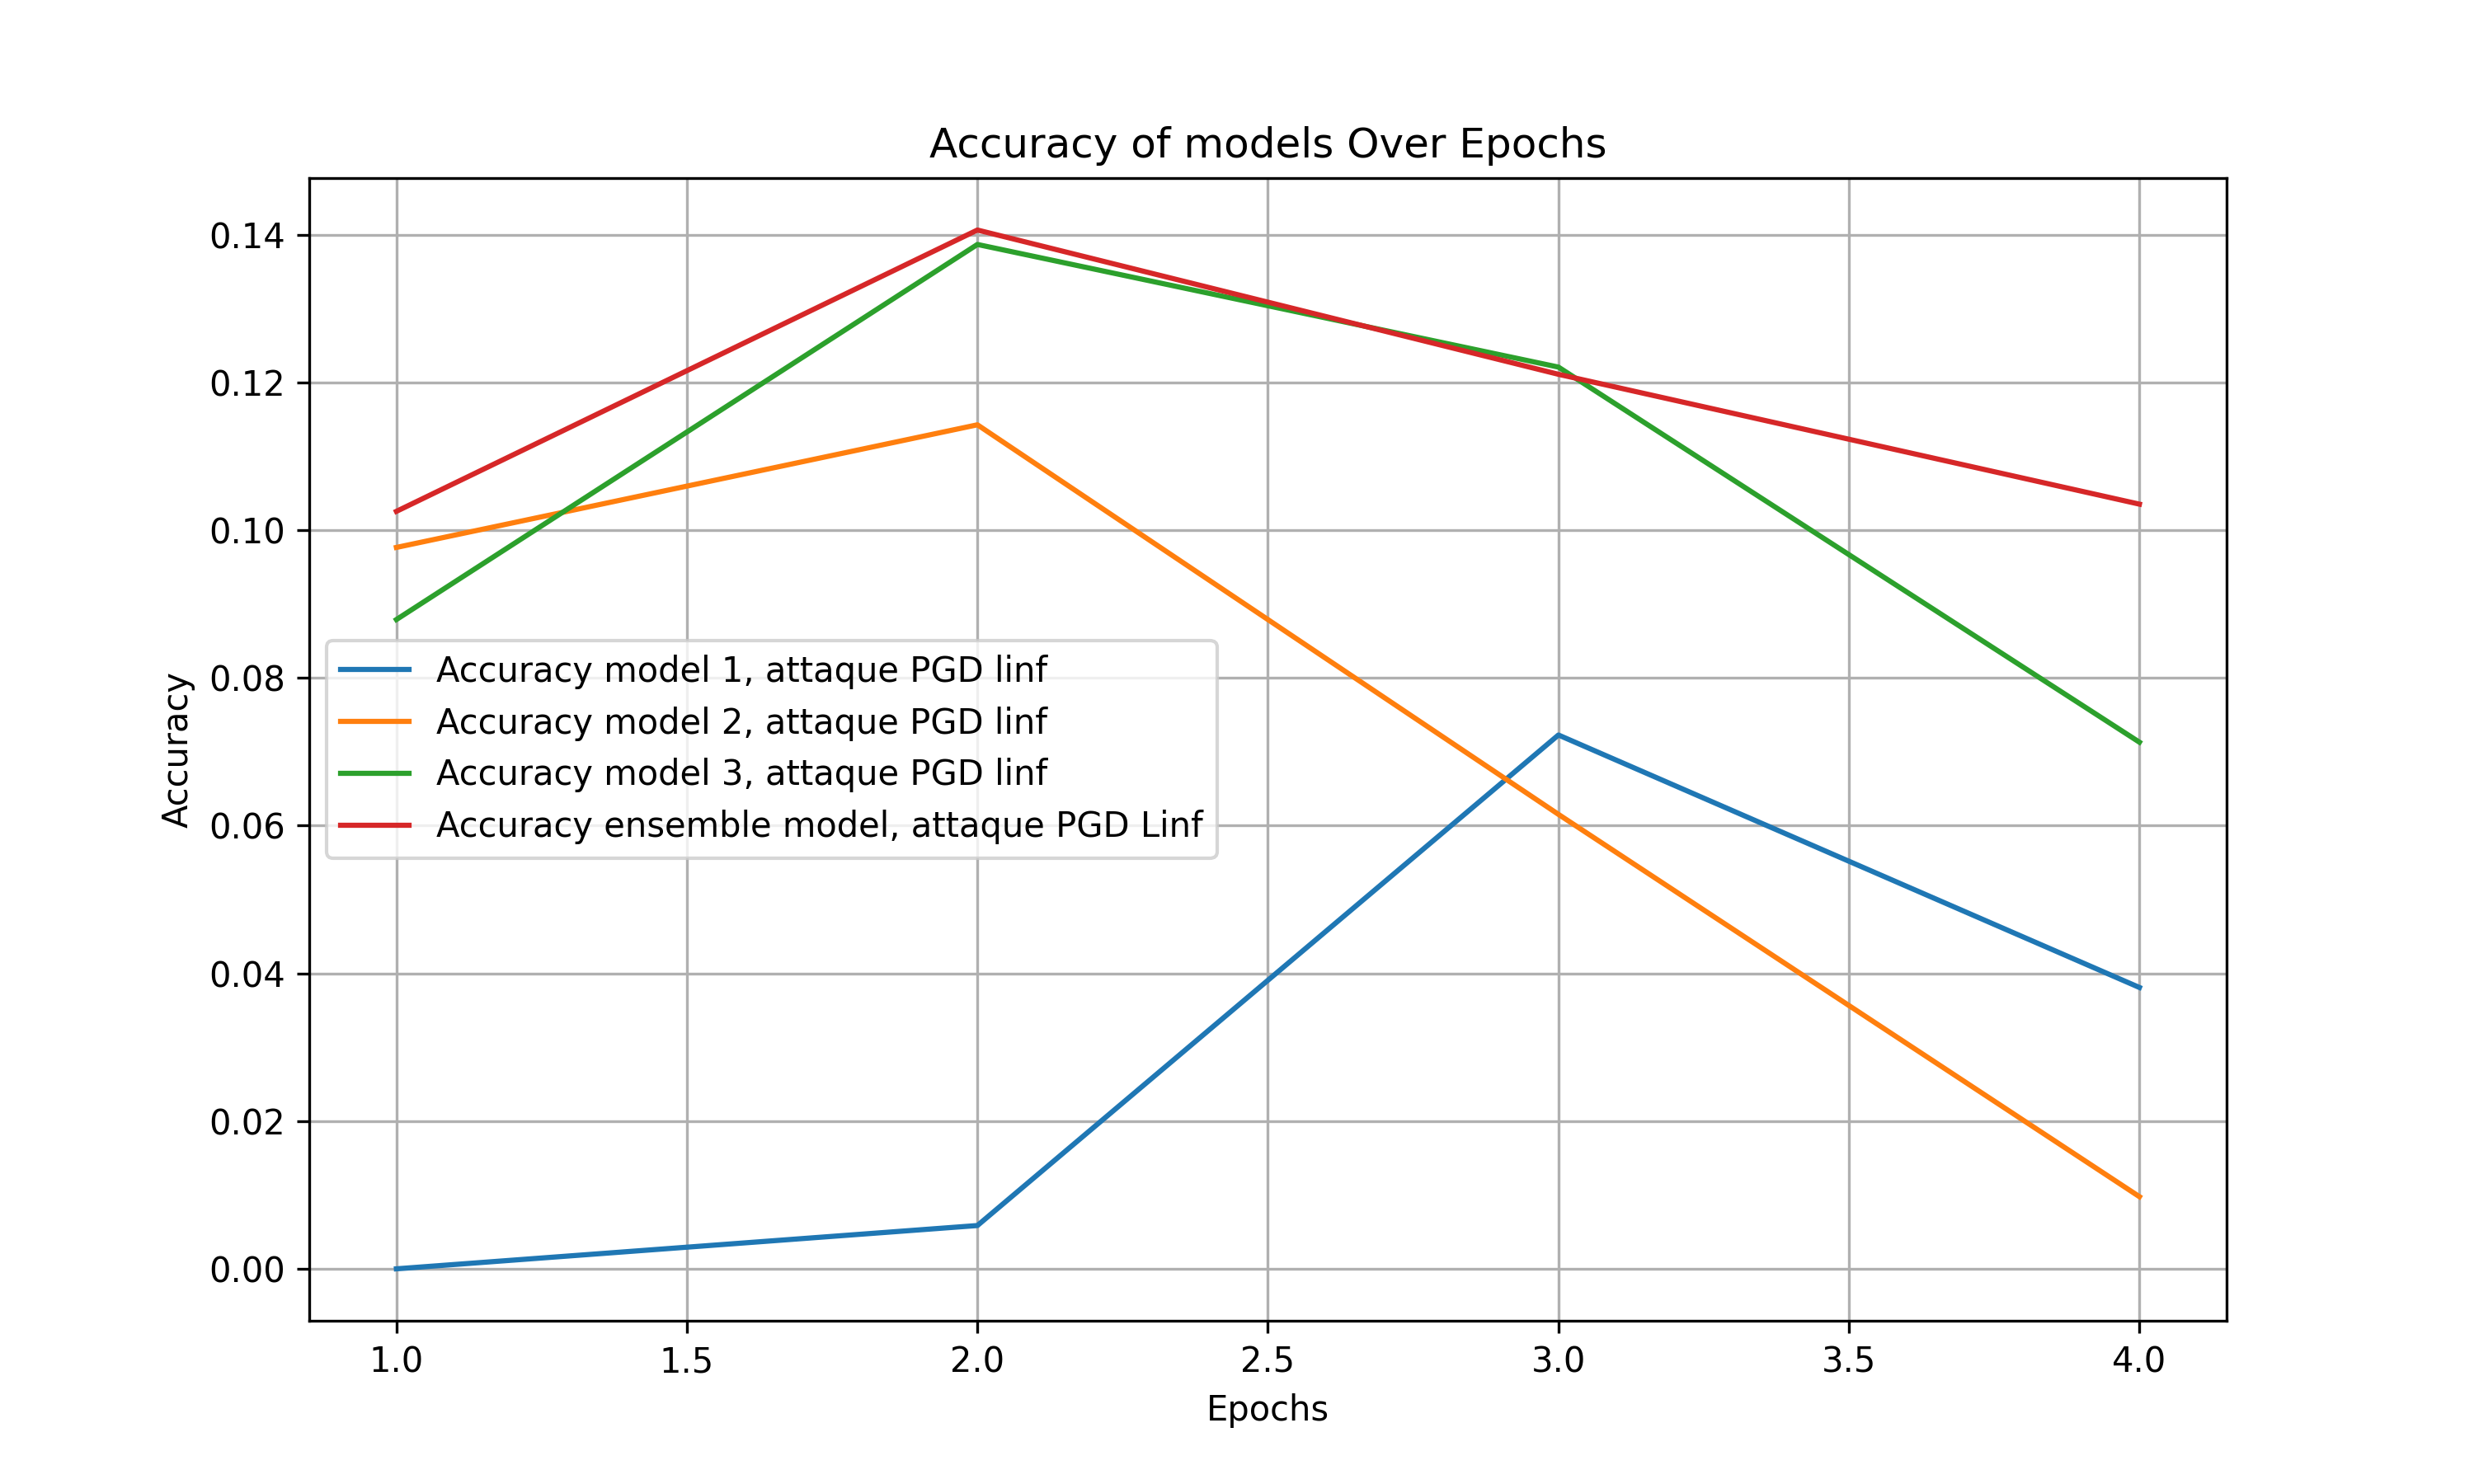 Accuracy of models Over Epochs
0.14
0.12
0.10
0.08
0.06
0.04
0.02
0.00
Accuracy
Accuracy model 1, attaque PGD linf
Accuracy model 2, attaque PGD linf
Accuracy model 3, attaque PGD linf
Accuracy ensemble model, attaque PGD Linf
1.0 1.5 2.0 2.5 3.0 3.5 4.0
Epochs